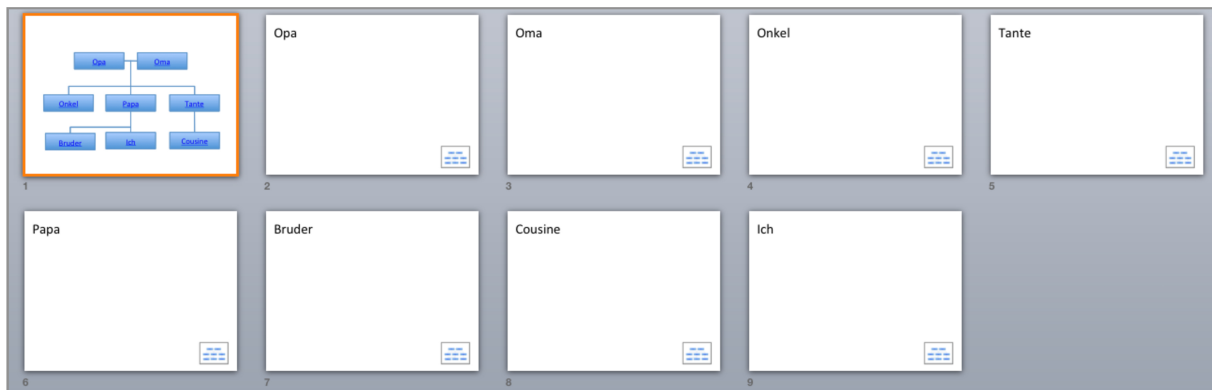 Opa Oma
Onkel Papa Tante
Bruder Ich Cousine
Opa
Oma
Onkel
Tante
1
2
3
4
5
Papa
Bruder
Cousine
Ich
6
7
8
9